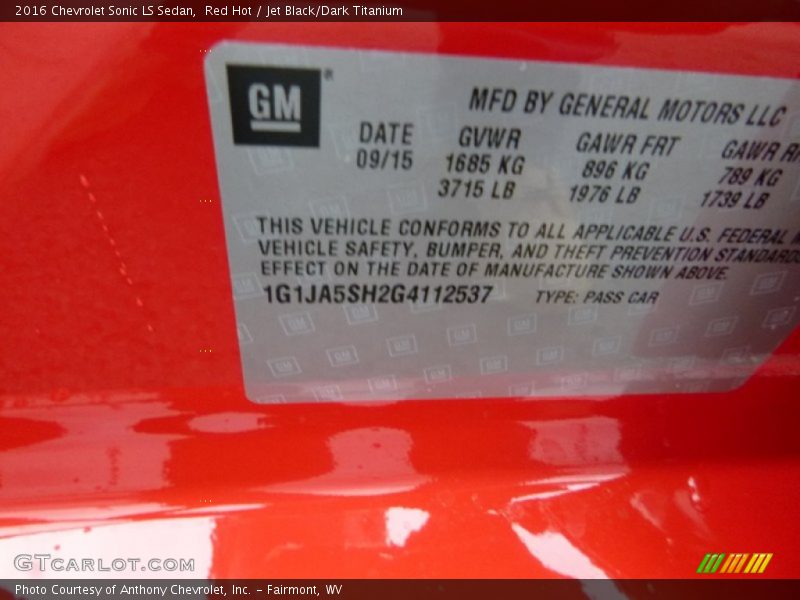 2016 Chevrolet Sonic LS Sedan,  Red Hot / Jet Black/Dark Titanium
GM®
MFD BY GENERAL MOTORS LLC
DATE GVWR GAWR FRT GAWR RR
09/15 1685 KG 896 KG 789 KG
3715 LB 1976 LB 1739 LB
THIS VEHICLE CONFORMS TO ALL APPLICABLE U.S. FEDERAL
VEHICLE SAFETY, BUMPER, AND THEFT PREVENTION STANDARDS
EFFECT ON THE DATE OF MANUFACTURE SHOWN ABOVE.
1G1JA5SH2G4112537 TYPE: PASS CAR
GTCARLOT.COM
Photo Courtesy of Anthony Chevrolet, Inc. – Fairmont, WV